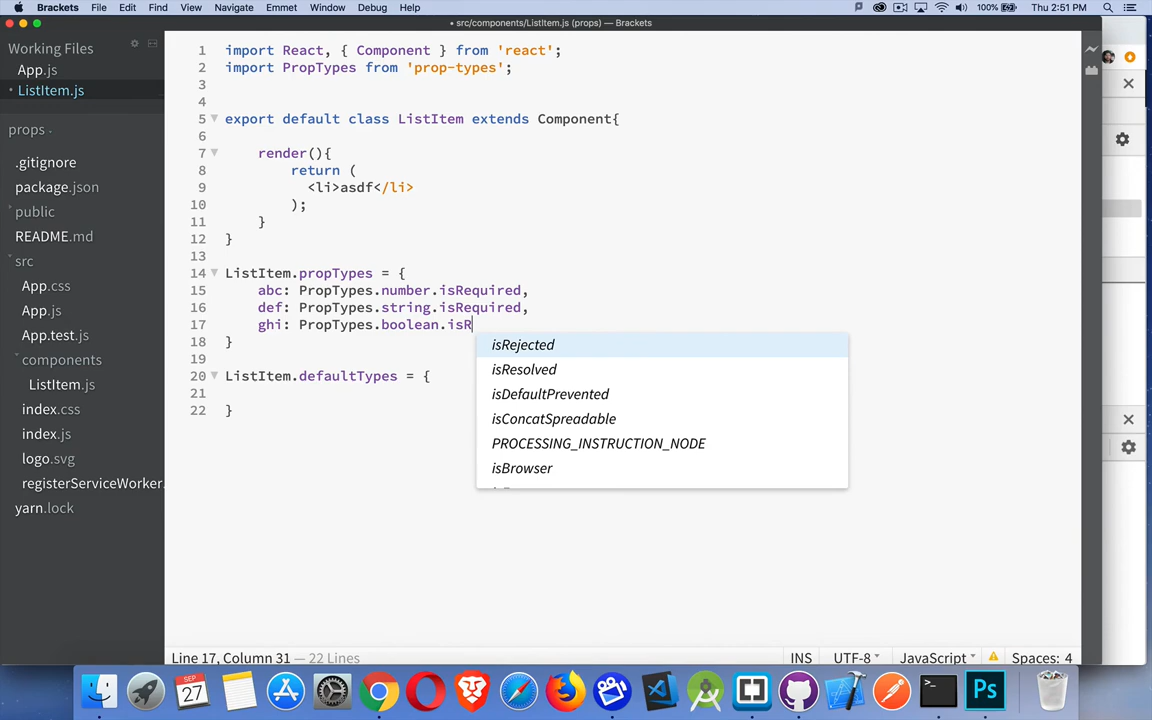 Brackets File Edit Find View Navigate Emmet Window Debug Help 100% Thu 2:51 PM
• src/components/ListItem.js (props) — Brackets
Working Files
App.js
• ListItem.js
props
.gitignore
package.json
public
README.md
src
App.css
App.js
App.test.js
components
ListItem.js
index.css
index.js
logo.svg
registerServiceWorker.
yarn.lock
1 import React, { Component } from 'react';
2 import PropTypes from 'prop-types';
3
4
5 export default class ListItem extends Component{
6
7 render(){
8 return (
9 <li>asdf</li>
10 );
11 }
12 }
13
14 ListItem.propTypes = {
15 abc: PropTypes.number.isRequired,
16 def: PropTypes.string.isRequired,
17 ghi: PropTypes.boolean.isR
18 }
19
20 ListItem.defaultTypes = {
21
22 }
isRejected
isResolved
isDefaultPrevented
isConcatSpreadable
PROCESSING_INSTRUCTION_NODE
isBrowser
Line 17, Column 31 — 22 Lines
INS UTF-8 JavaScript Spaces: 4
SEP
27
>_
Ps